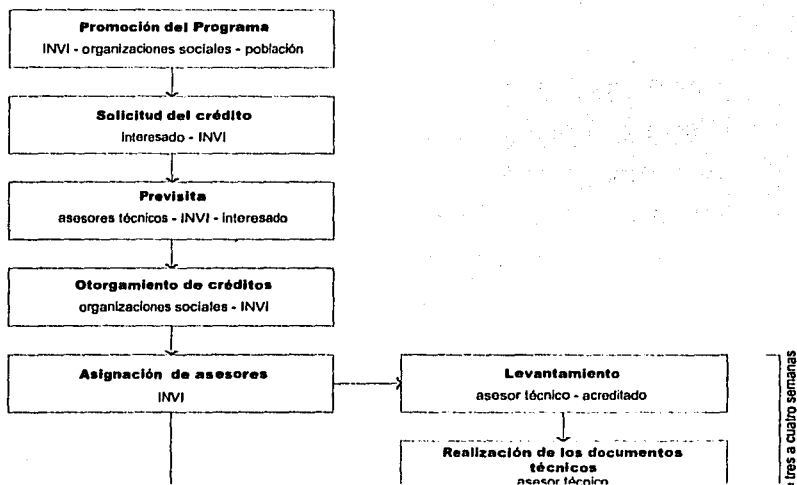 Promoción del Programa
INVI - organizaciones sociales - población
Solicitud del crédito
Interesado - INVI
Previsita
asesores técnicos - INVI - interesado
Otorgamiento de créditos
organizaciones sociales - INVI
Asignación de asesores
INVI
Levantamiento
asesor técnico - acreditado
Realización de los documentos
técnicos
asesor técnico
tres a cuatro semanas